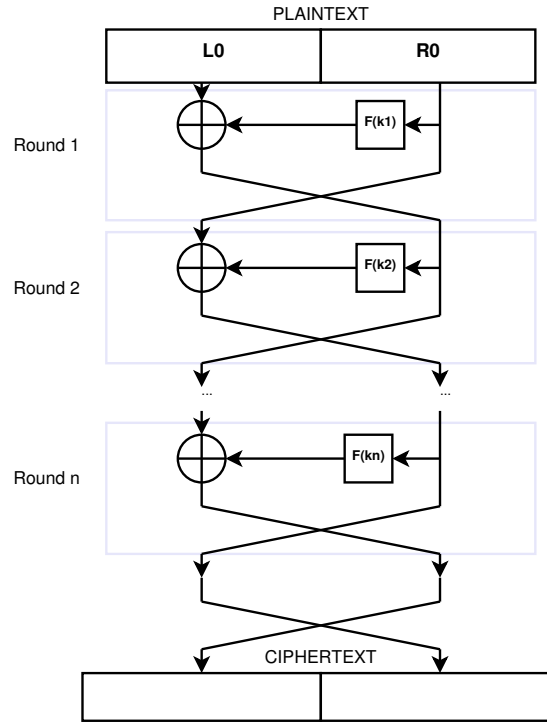 PLAINTEXT
L0 R0
F(k1)
Round 1
F(k2)
Round 2
... ...
F(kn)
Round n
CIPHERTEXT